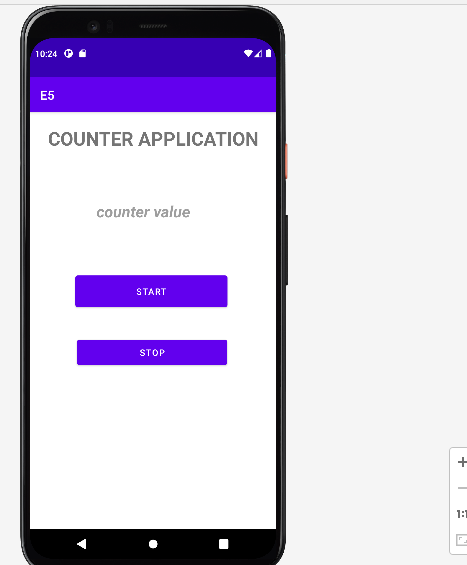 10:24
E5
COUNTER APPLICATION
counter value
START
STOP
1:1